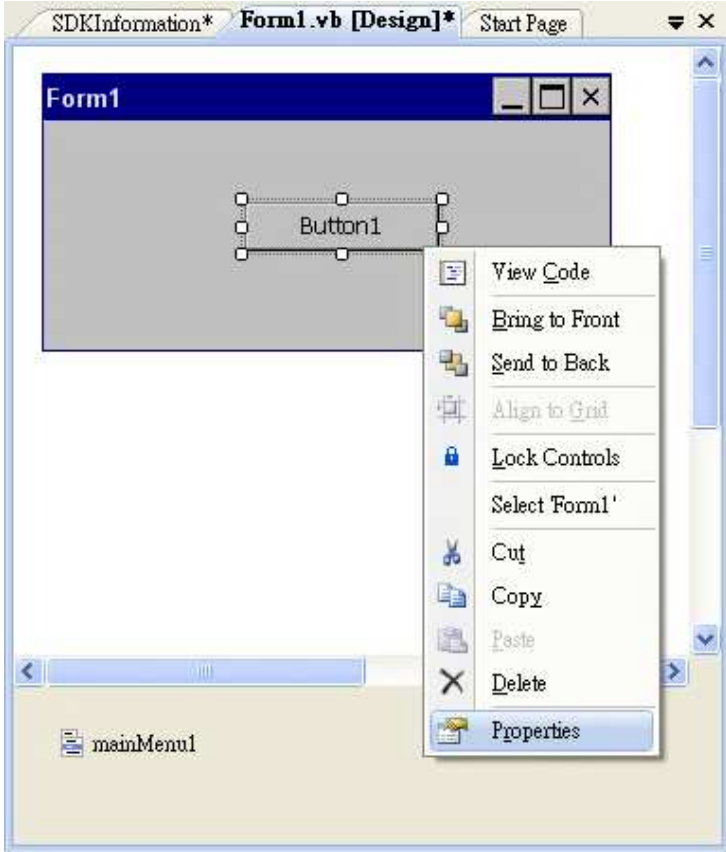 SDKInformation* Form1.vb [Design]* Start Page
Form1
Button1
View Code
Bring to Front
Send to Back
Align to Grid
Lock Controls
Select 'Form1'
Cut
Copy
Paste
Delete
Properties
mainMenu1